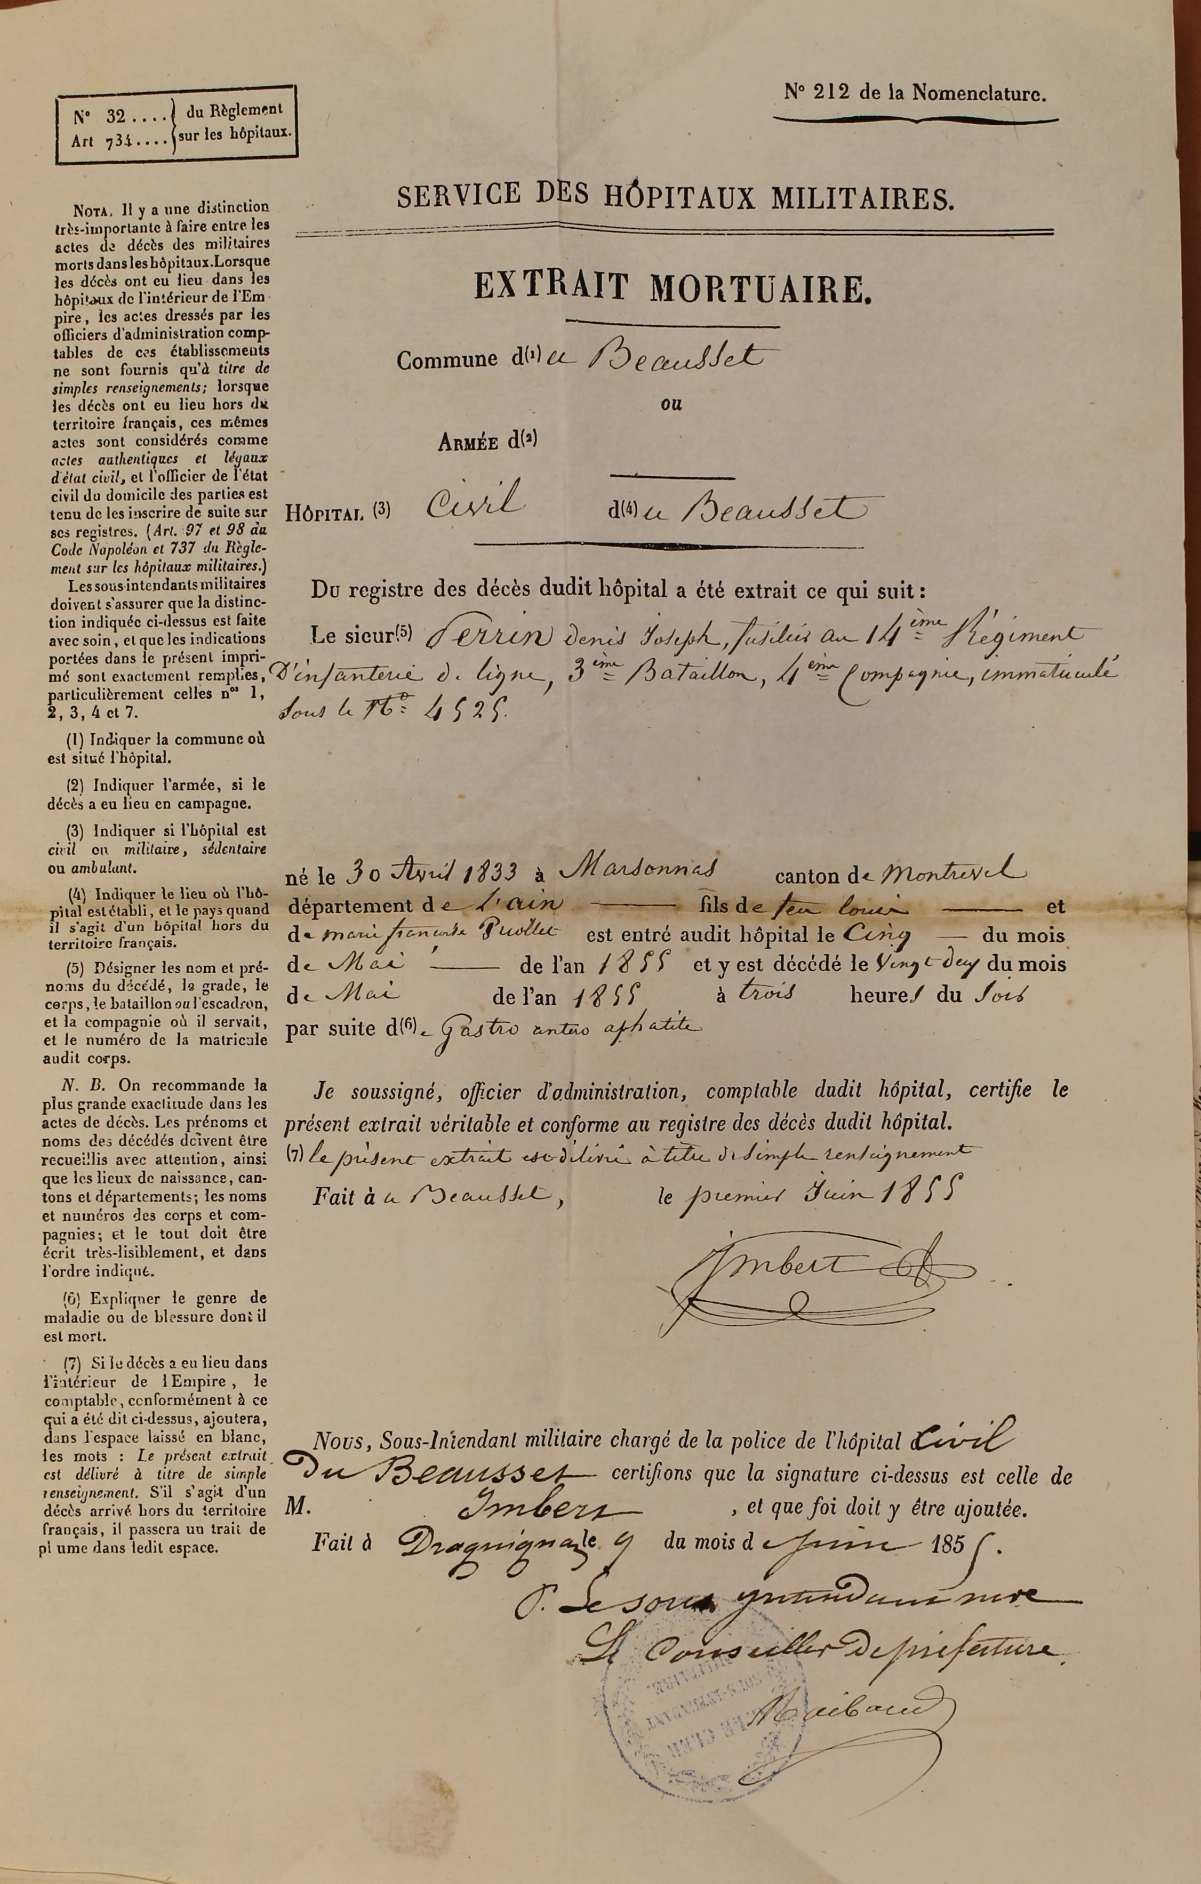 N° 32 .... } du Règlement
Art 734.... } sur les hôpitaux.
N° 212 de la Nomenclature.
SERVICE DES HÔPITAUX MILITAIRES.
EXTRAIT MORTUAIRE.
Commune d(1)u Beausset
ou
ARMÉE d(2)
HÔPITAL (3) Civil d(4)u Beausset
Du registre des décès dudit hôpital a été extrait ce qui suit :
Le sieur(5) Perrin Denis Joseph, fusilier au 14ème Régiment
D'infanterie de ligne, 3ème Bataillon, 4ème Compagnie, immatriculé
sous le No 4525.
né le 30 Avril 1833 à Marsonnas canton de Montrevel
département de l'ain fils de feu louis et
de marie françoise est entré audit hôpital le Cinq du mois
de Mai de l'an 1855 et y est décédé le Vingt deux du mois
de Mai de l'an 1855 à trois heures du Soir
par suite d(6)e Gastro
Je soussigné, officier d'administration, comptable dudit hôpital, certifie le
présent extrait véritable et conforme au registre des décès dudit hôpital.
(7) le présent extrait est délivré à titre de simple renseignement
Fait à u Beausset, le premier Juin 1855
Imbert
Nous, Sous-Intendant militaire chargé de la police de l'hôpital Civil
Du Beausset certifions que la signature ci-dessus est celle de
M. Imbert , et que foi doit y être ajoutée.
Fait à Draguignan le 9 du mois de Juin 1855.
P. Le sous intendant mre
Le Conseiller de préfecture.
NOTA. Il y a une distinction
très-importante à faire entre les
actes de décès des militaires
morts dans les hôpitaux. Lorsque
les décès ont eu lieu dans les
hôpitaux de l'intérieur de l'Em
pire, les actes dressés par les
officiers d'administration comp-
tables de ces établissements
ne sont fournis qu'à titre de
simples renseignements; lorsque
les décès ont eu lieu hors du
territoire français, ces mêmes
actes sont considérés comme
actes authentiques et légaux
d'état civil, et l'officier de l'état
civil du domicile des parties est
tenu de les inscrire de suite sur
ses registres. (Art. 97 et 98 du
Code Napoléon et 737 du Règle-
ment sur les hôpitaux militaires.)
Les sous-intendants militaires
doivent s'assurer que la distinc-
tion indiquée ci-dessus est faite
avec soin, et que les indications
portées dans le présent impri-
mé sont exactement remplies,
particulièrement celles nos 1,
2, 3, 4 et 7.
(1) Indiquer la commune où
est situé l'hôpital.
(2) Indiquer l'armée, si le
décès a eu lieu en campagne.
(3) Indiquer si l'hôpital est
civil ou militaire, sédentaire
ou ambulant.
(4) Indiquer le lieu où l'hô-
pital est établi, et le pays quand
il s'agit d'un hôpital hors du
territoire français.
(5) Désigner les nom et pré-
noms du décédé, le grade, le
corps, le bataillon ou l'escadron,
et la compagnie où il servait,
et le numéro de la matricule
audit corps.
N. B. On recommande la
plus grande exactitude dans les
actes de décès. Les prénoms et
noms des décédés doivent être
recueillis avec attention, ainsi
que les lieux de naissance, can-
tons et départements; les noms
et numéros des corps et com-
pagnies; et le tout doit être
écrit très-lisiblement, et dans
l'ordre indiqué.
(6) Expliquer le genre de
maladie ou de blessure dont il
est mort.
(7) Si le décès a eu lieu dans
l'intérieur de l'Empire, le
comptable, conformément à ce
qui a été dit ci-dessus, ajoutera,
dans l'espace laissé en blanc,
les mots : Le présent extrait
est délivré à titre de simple
renseignement. S'il s'agit d'un
décès arrivé hors du territoire
français, il passera un trait de
plume dans ledit espace.